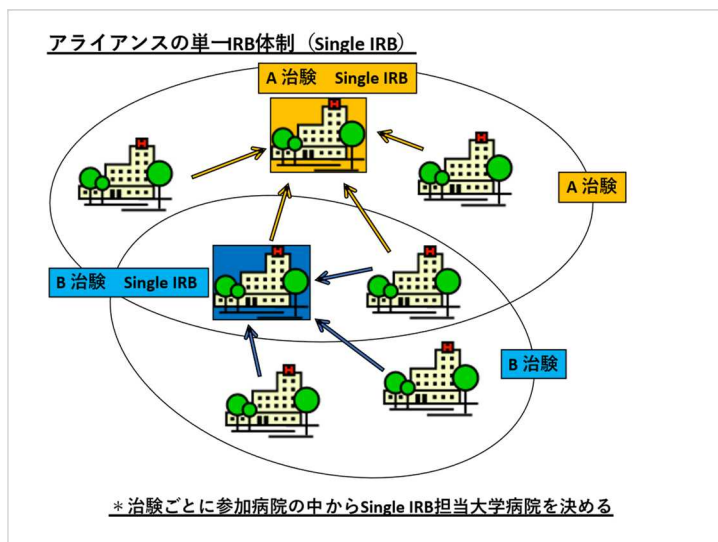 アライアンスの単一IRB体制（Single IRB）
A 治験　Single IRB
A 治験
B 治験　Single IRB
B 治験
＊治験ごとに参加病院の中からSingle IRB担当大学病院を決める